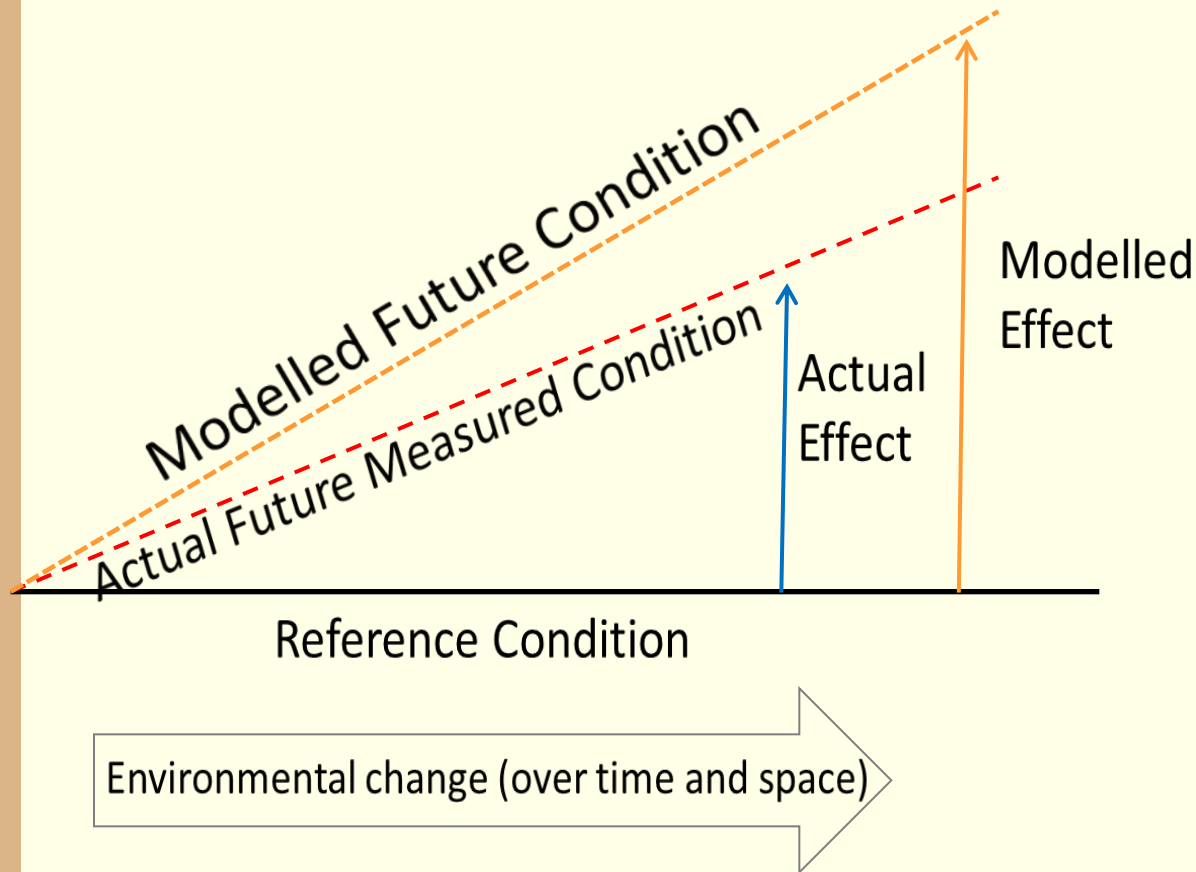 Modelled Future Condition
Actual Future Measured Condition
Modelled
Effect
Actual
Effect
Reference Condition
Environmental change (over time and space)